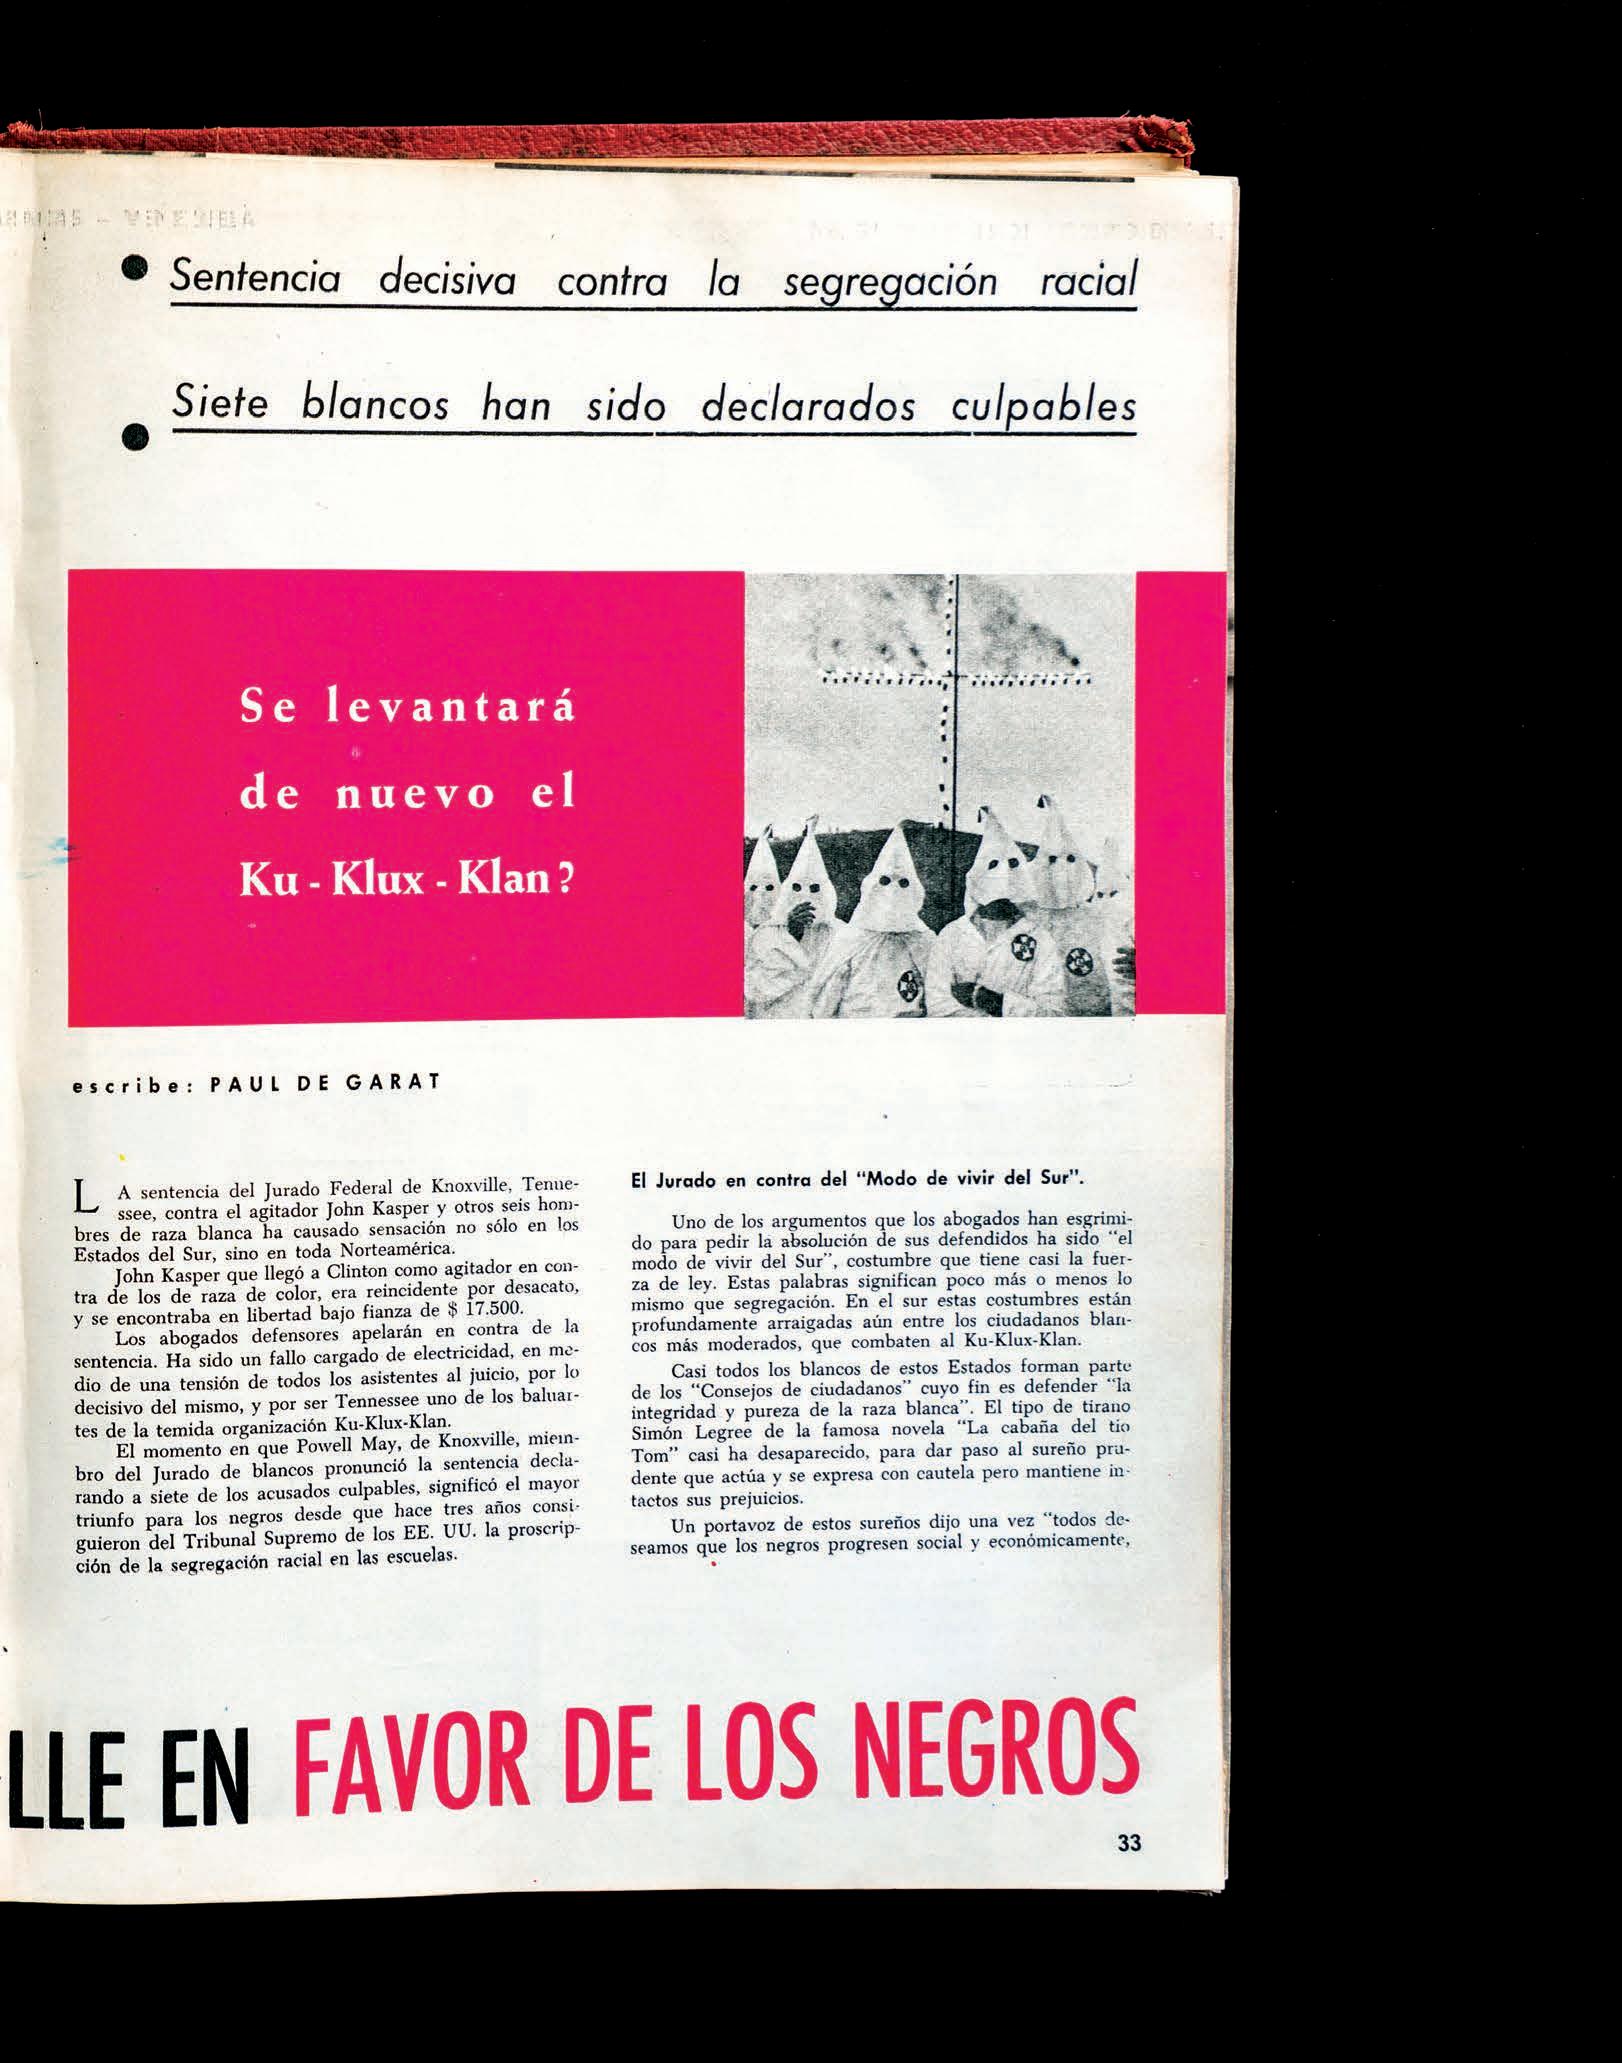 Sentencia decisiva contra la segregación racial
Siete blancos han sido declarados culpables
Se levantará
de nuevo el
Ku - Klux - Klan?
escribe: PAUL DE GARAT
LA sentencia del Jurado Federal de Knoxville, Tenne-
ssee, contra el agitador John Kasper y otros seis hom-
bres de raza blanca ha causado sensación no sólo en los
Estados del Sur, sino en toda Norteamérica.
John Kasper que llegó a Clinton como agitador en con-
tra de los de raza de color, era reincidente por desacato,
y se encontraba en libertad bajo fianza de $ 17.500.
Los abogados defensores apelarán en contra de la
sentencia. Ha sido un fallo cargado de electricidad, en me-
dio de una tensión de todos los asistentes al juicio, por lo
decisivo del mismo, y por ser Tennessee uno de los baluar-
tes de la temida organización Ku-Klux-Klan.
El momento en que Powell May, de Knoxville, miem-
bro del Jurado de blancos pronunció la sentencia decla-
rando a siete de los acusados culpables, significó el mayor
triunfo para los negros desde que hace tres años consi-
guieron del Tribunal Supremo de los EE. UU. la proscrip-
ción de la segregación racial en las escuelas.
El Jurado en contra del "Modo de vivir del Sur".
Uno de los argumentos que los abogados han esgrimi-
do para pedir la absolución de sus defendidos ha sido "el
modo de vivir del Sur", costumbre que tiene casi la fuer-
za de ley. Estas palabras significan poco más o menos lo
mismo que segregación. En el sur estas costumbres están
profundamente arraigadas aún entre los ciudadanos blan-
cos más moderados, que combaten al Ku-Klux-Klan.
Casi todos los blancos de estos Estados forman parte
de los "Consejos de ciudadanos" cuyo fin es defender "la
integridad y pureza de la raza blanca". El tipo de tirano
Simón Legree de la famosa novela "La cabaña del tío
Tom" casi ha desaparecido, para dar paso al sureño pru-
dente que actúa y se expresa con cautela pero mantiene in-
tactos sus prejuicios.
Un portavoz de estos sureños dijo una vez "todos de-
seamos que los negros progresen social y económicamente,
LLE EN FAVOR DE LOS NEGROS
33